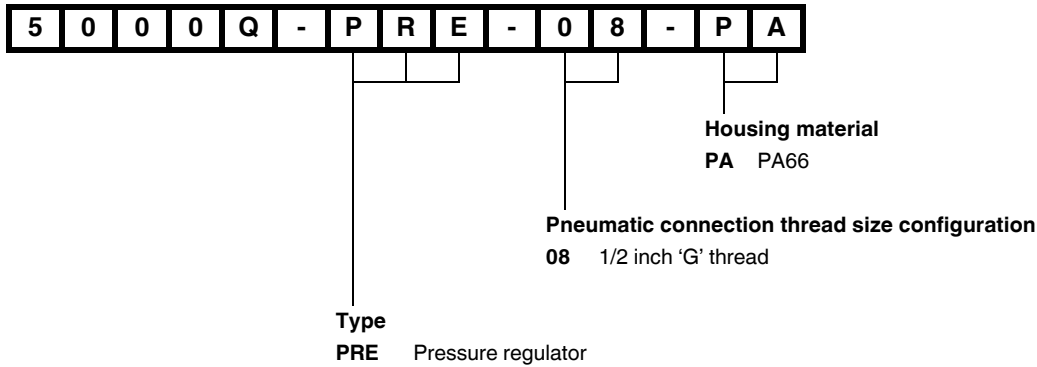 5000Q-PRE-08-PA
Housing material
PA PA66
Pneumatic connection thread size configuration
08 1/2 inch ‘G’ thread
Type
PRE Pressure regulator